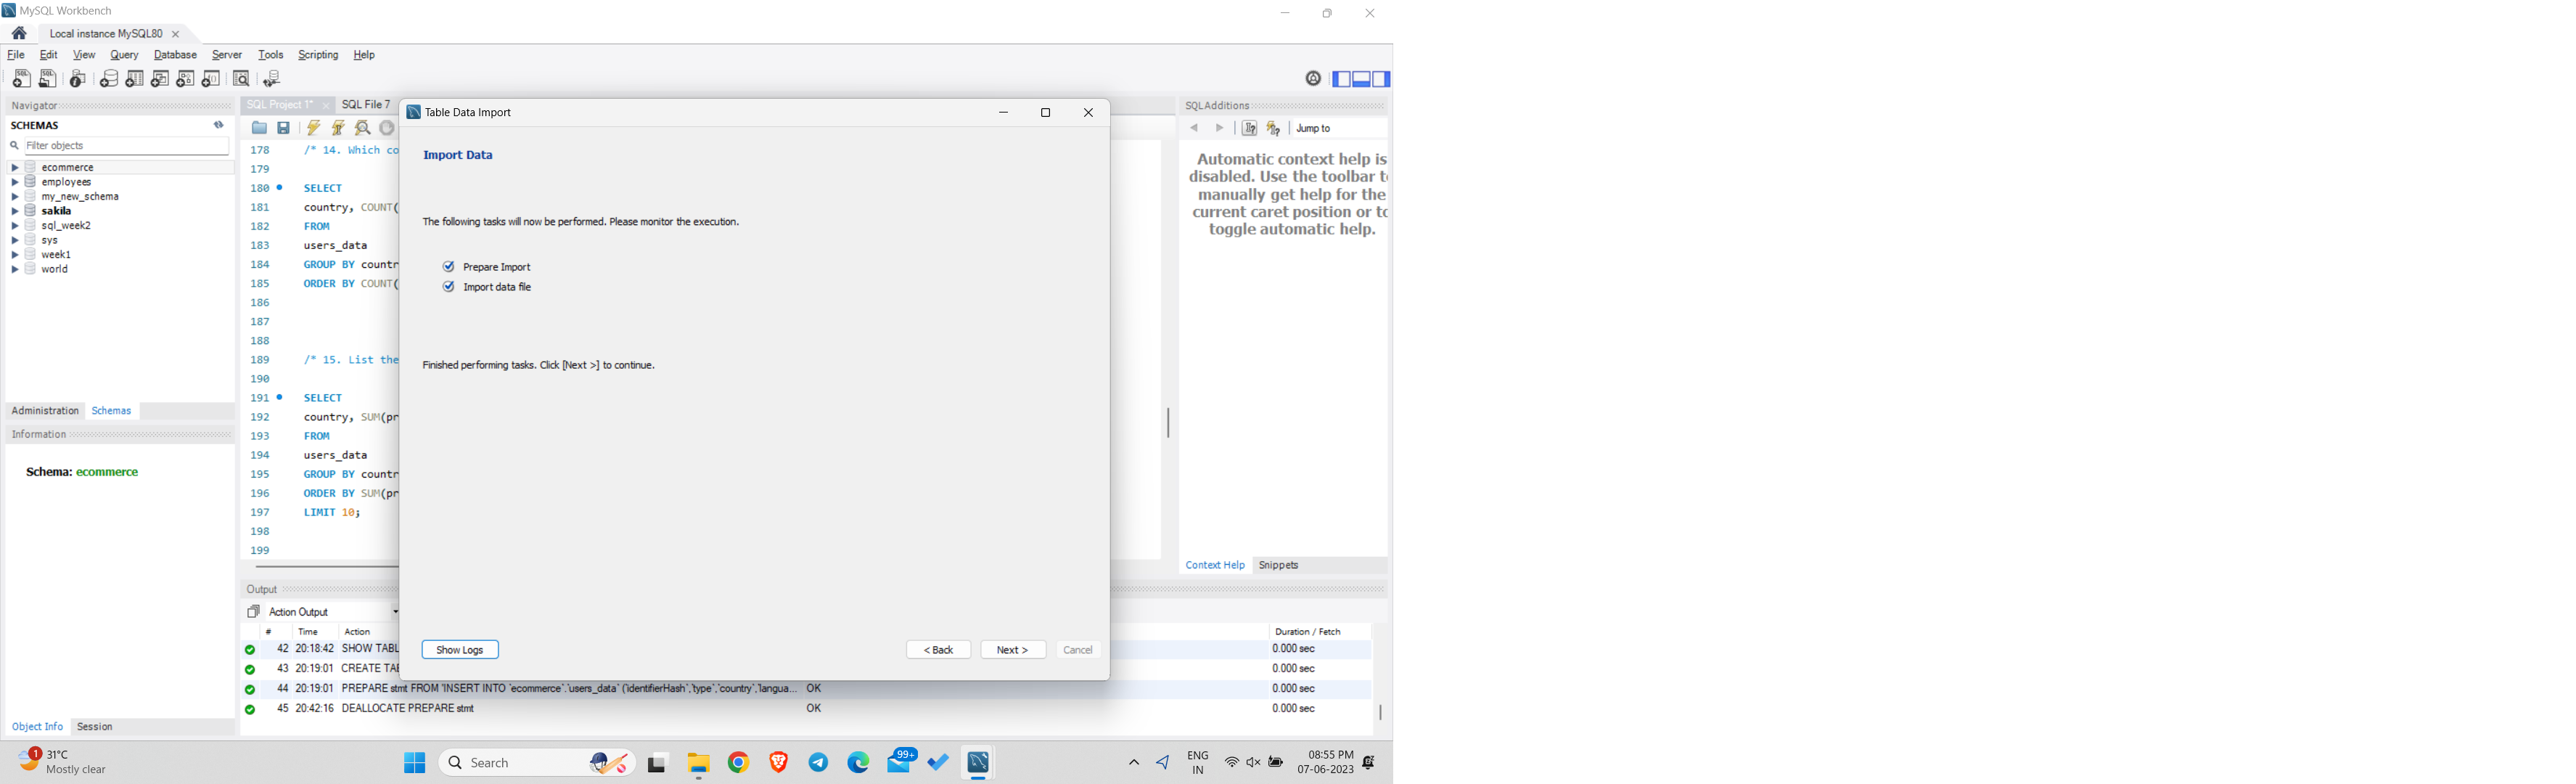 MySQL Workbench
Local instance MySQL80
File Edit View Query Database Server Tools Scripting Help
Navigator
SCHEMAS
Filter objects
ecommerce
employees
my_new_schema
sakila
sql_week2
sys
week1
world
Administration Schemas
Information
Schema: ecommerce
Object Info Session
SQL Project 1* SQL File 7
178 /* 14. Which co
179
180 SELECT
181 country, COUNT(
182 FROM
183 users_data
184 GROUP BY countr
185 ORDER BY COUNT(
186
187
188
189 /* 15. List the
190
191 SELECT
192 country, SUM(pr
193 FROM
194 users_data
195 GROUP BY countr
196 ORDER BY SUM(pr
197 LIMIT 10;
198
199
Table Data Import
Import Data
The following tasks will now be performed. Please monitor the execution.
Prepare Import
Import data file
Finished performing tasks. Click [Next >] to continue.
Show Logs < Back Next > Cancel
SQLAdditions
Jump to
Automatic context help is
disabled. Use the toolbar t
manually get help for the
current caret position or to
toggle automatic help.
Context Help Snippets
Output
Action Output
# Time Action Duration / Fetch
42 20:18:42 SHOW TABL 0.000 sec
43 20:19:01 CREATE TAB 0.000 sec
44 20:19:01 PREPARE stmt FROM 'INSERT INTO `ecommerce`.`users_data` (`identifierHash`,`type`,`country`,`langua... OK 0.000 sec
45 20:42:16 DEALLOCATE PREPARE stmt OK 0.000 sec
1
31°C
Mostly clear
Search
99+
ENG
IN
08:55 PM
07-06-2023